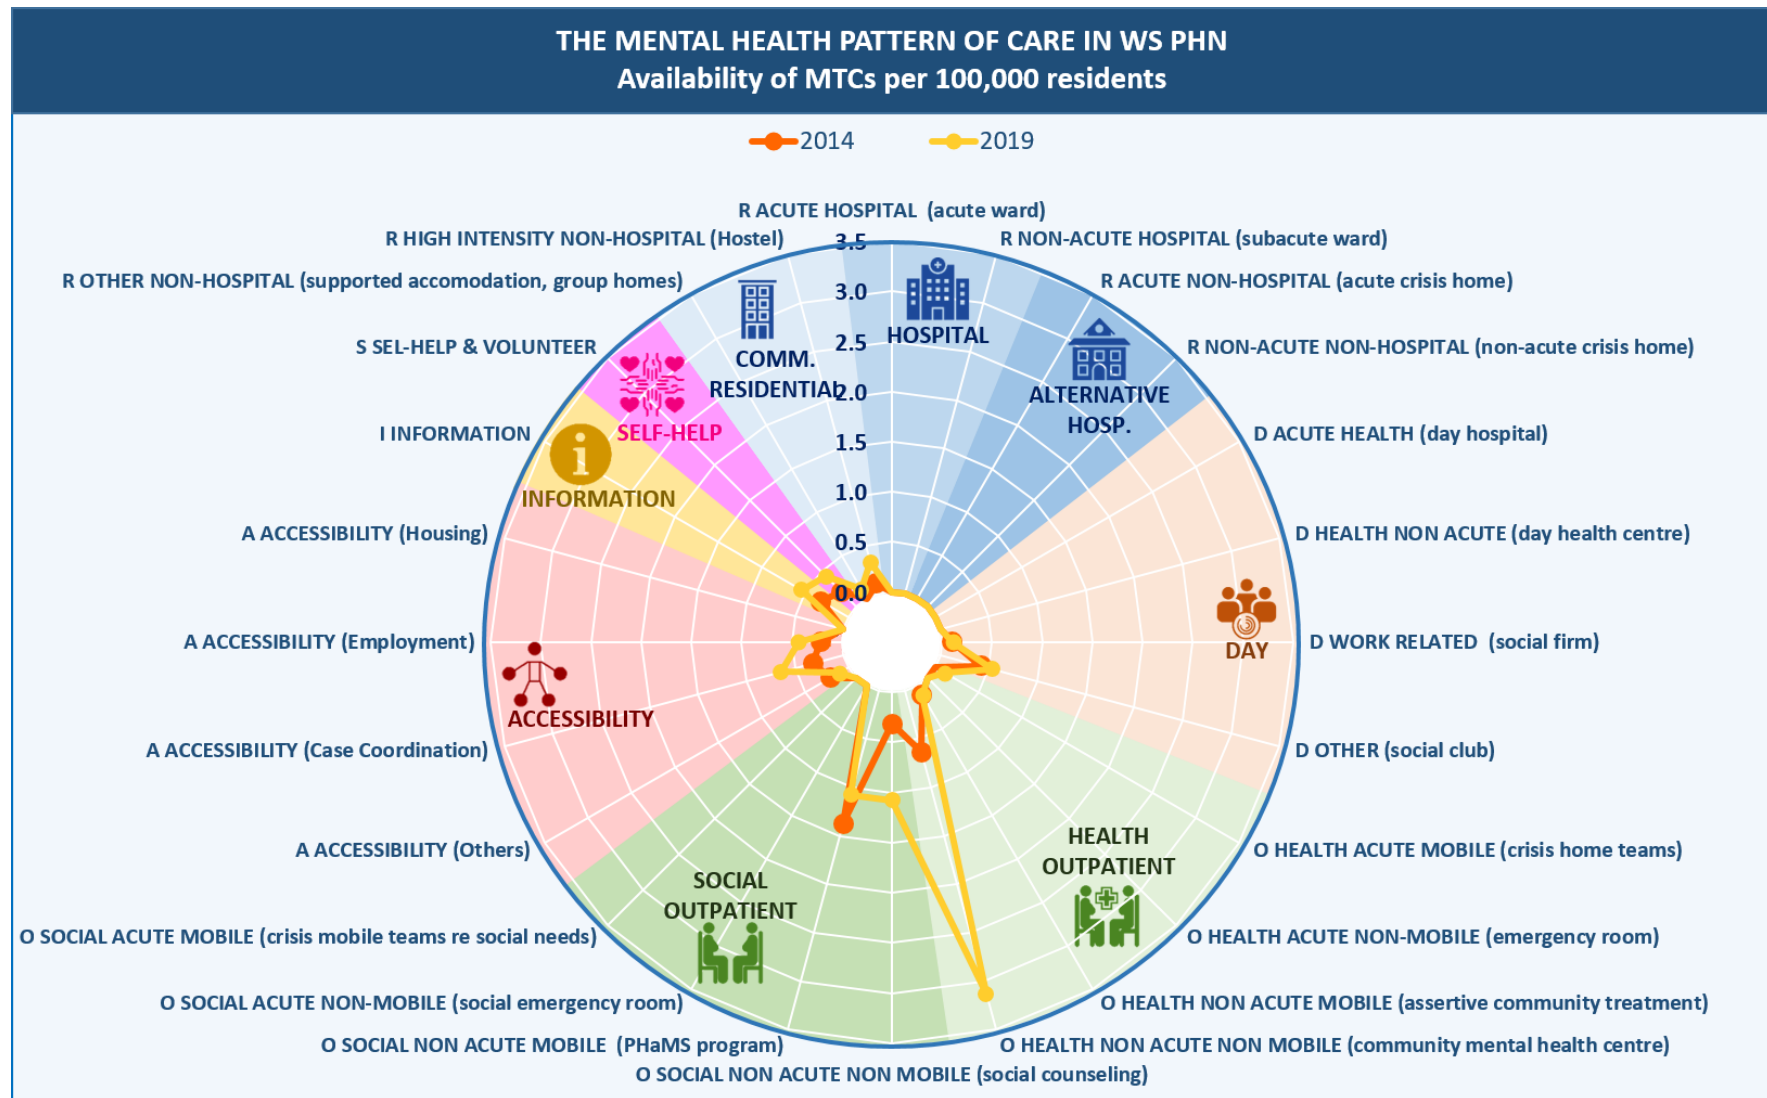 THE MENTAL HEALTH PATTERN OF CARE IN WS PHN
Availability of MTCs per 100,000 residents
2014
2019
R ACUTE HOSPITAL (acute ward)
R HIGH INTENSITY NON-HOSPITAL (Hostel)
R NON-ACUTE HOSPITAL (subacute ward)
R OTHER NON-HOSPITAL (supported accomodation, group homes)
R ACUTE NON-HOSPITAL (acute crisis home)
S SEL-HELP & VOLUNTEER
R NON-ACUTE NON-HOSPITAL (non-acute crisis home)
I INFORMATION
D ACUTE HEALTH (day hospital)
A ACCESSIBILITY (Housing)
D HEALTH NON ACUTE (day health centre)
A ACCESSIBILITY (Employment)
D WORK RELATED (social firm)
A ACCESSIBILITY (Case Coordination)
D OTHER (social club)
A ACCESSIBILITY (Others)
O HEALTH ACUTE MOBILE (crisis home teams)
O SOCIAL ACUTE MOBILE (crisis mobile teams re social needs)
O HEALTH ACUTE NON-MOBILE (emergency room)
O SOCIAL ACUTE NON-MOBILE (social emergency room)
O HEALTH NON ACUTE MOBILE (assertive community treatment)
O SOCIAL NON ACUTE MOBILE (PHaMS program)
O HEALTH NON ACUTE NON MOBILE (community mental health centre)
O SOCIAL NON ACUTE NON MOBILE (social counseling)
3.5
3.0
2.5
2.0
1.5
1.0
0.5
0.0
HOSPITAL
COMM.
RESIDENTIAL
ALTERNATIVE
HOSP.
SELF-HELP
i
INFORMATION
DAY
ACCESSIBILITY
HEALTH
OUTPATIENT
SOCIAL
OUTPATIENT